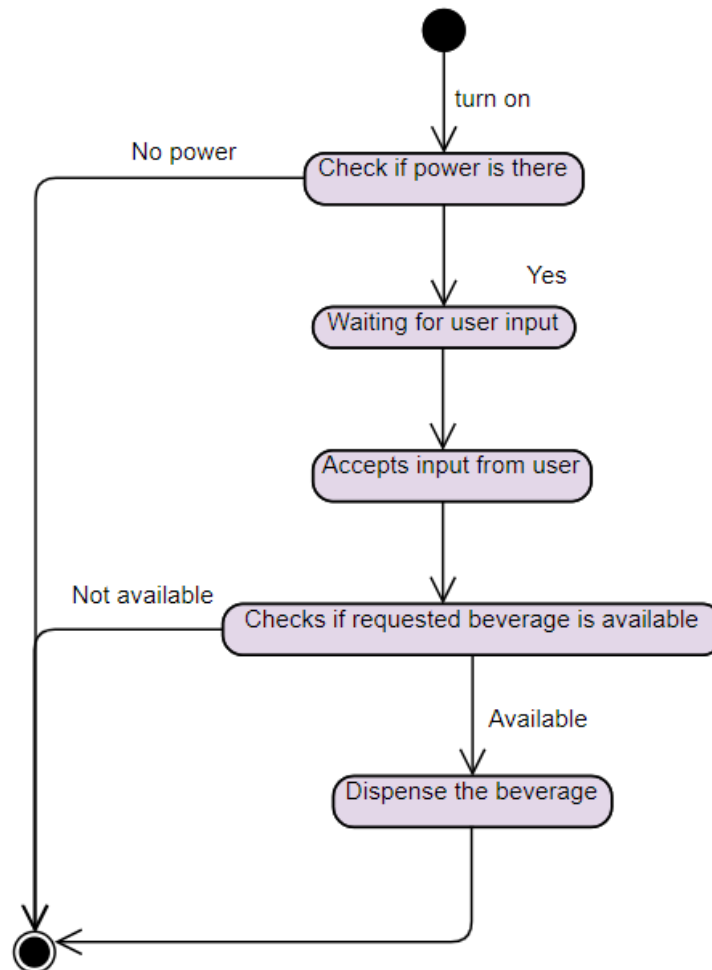 turn on
No power
Check if power is there
Yes
Waiting for user input
Accepts input from user
Not available
Checks if requested beverage is available
Available
Dispense the beverage